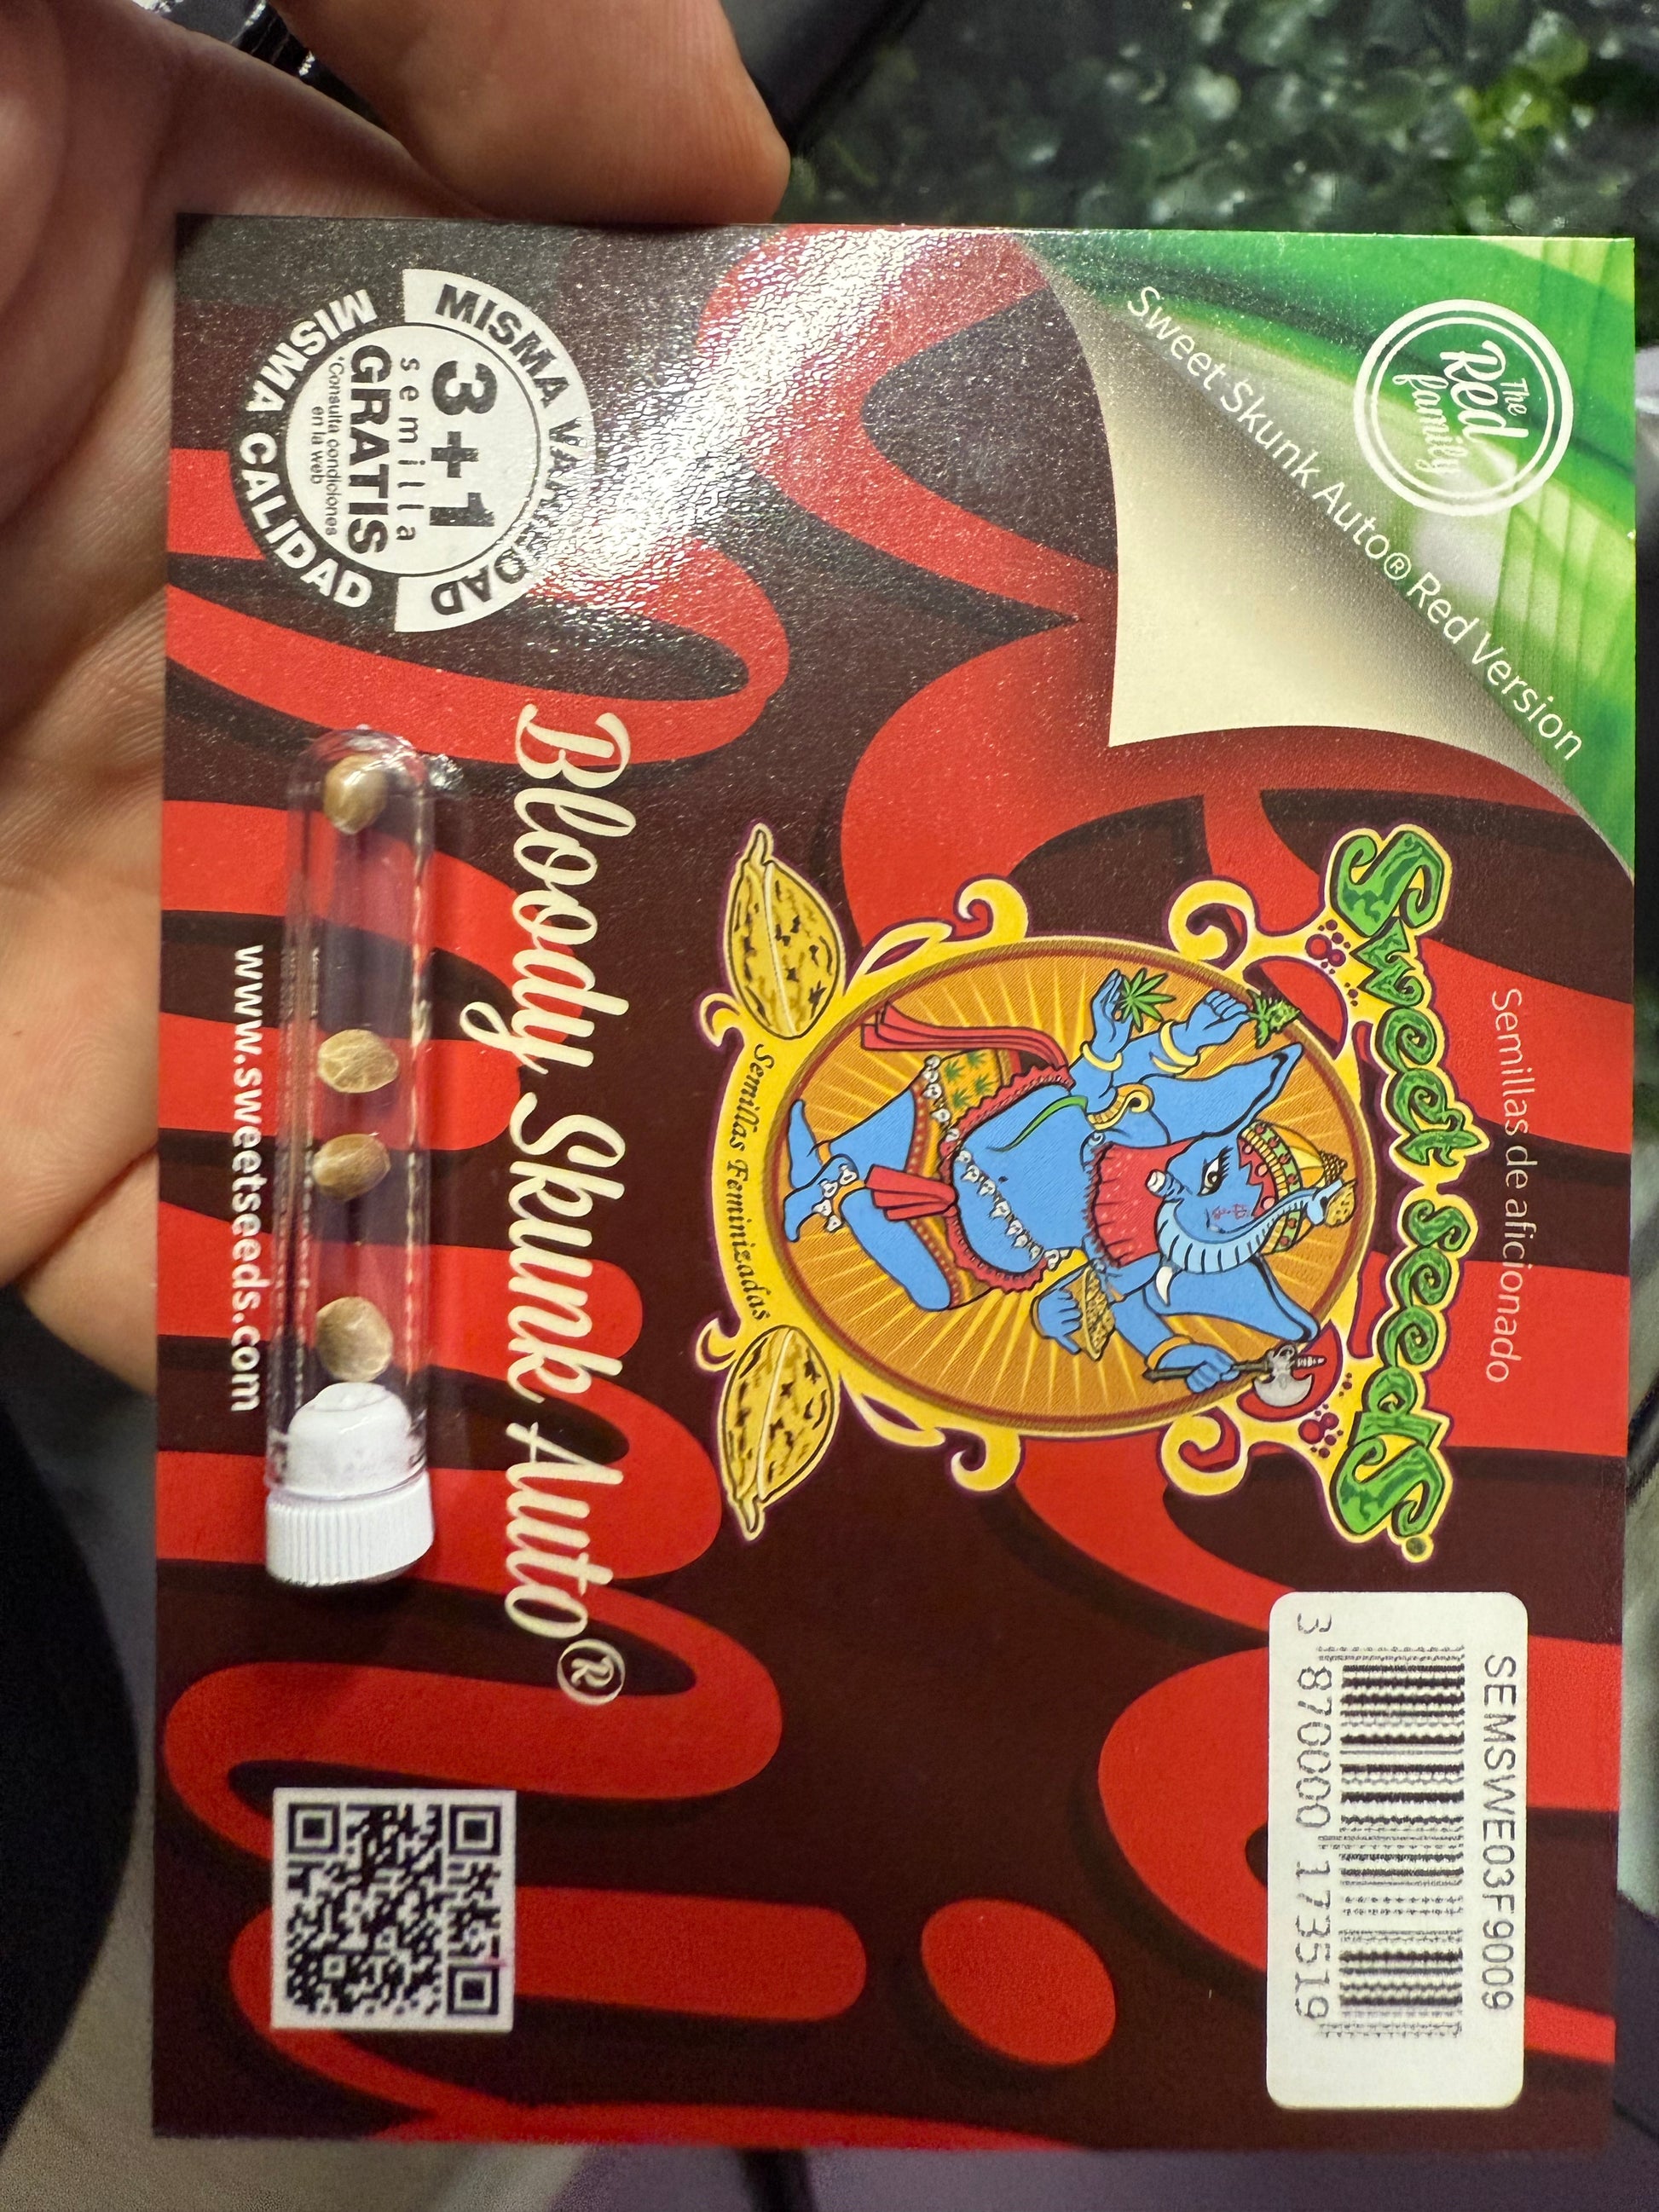 Semillas de aficionado
Sweet Seeds
Semillas Feminizadas
The
Red
family
Sweet Skunk Auto® Red Version
SEMSWE03F9009
3 870000 173519
Bloody Skunk Auto®
MISMA VARIEDAD
3+1
semilla
GRATIS
*Consulta condiciones
en la web
MISMA CALIDAD
www.sweetseeds.com